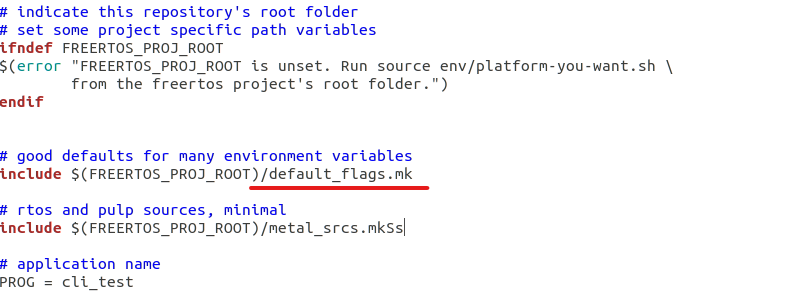 # indicate this repository's root folder
# set some project specific path variables
ifndef FREERTOS_PROJ_ROOT
$(error "FREERTOS_PROJ_ROOT is unset. Run source env/platform-you-want.sh \
        from the freertos project's root folder.")
endif
# good defaults for many environment variables
include $(FREERTOS_PROJ_ROOT)/default_flags.mk
# rtos and pulp sources, minimal
include $(FREERTOS_PROJ_ROOT)/metal_srcs.mkSs
# application name
PROG = cli_test